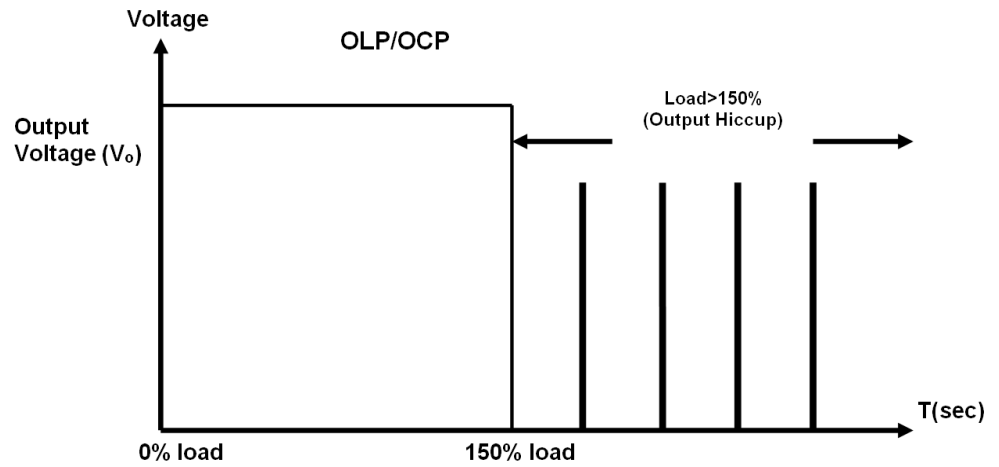 Voltage
OLP/OCP
Load>150%
(Output Hiccup)
Output
Voltage (Vₒ)
T(sec)
0% load
150% load